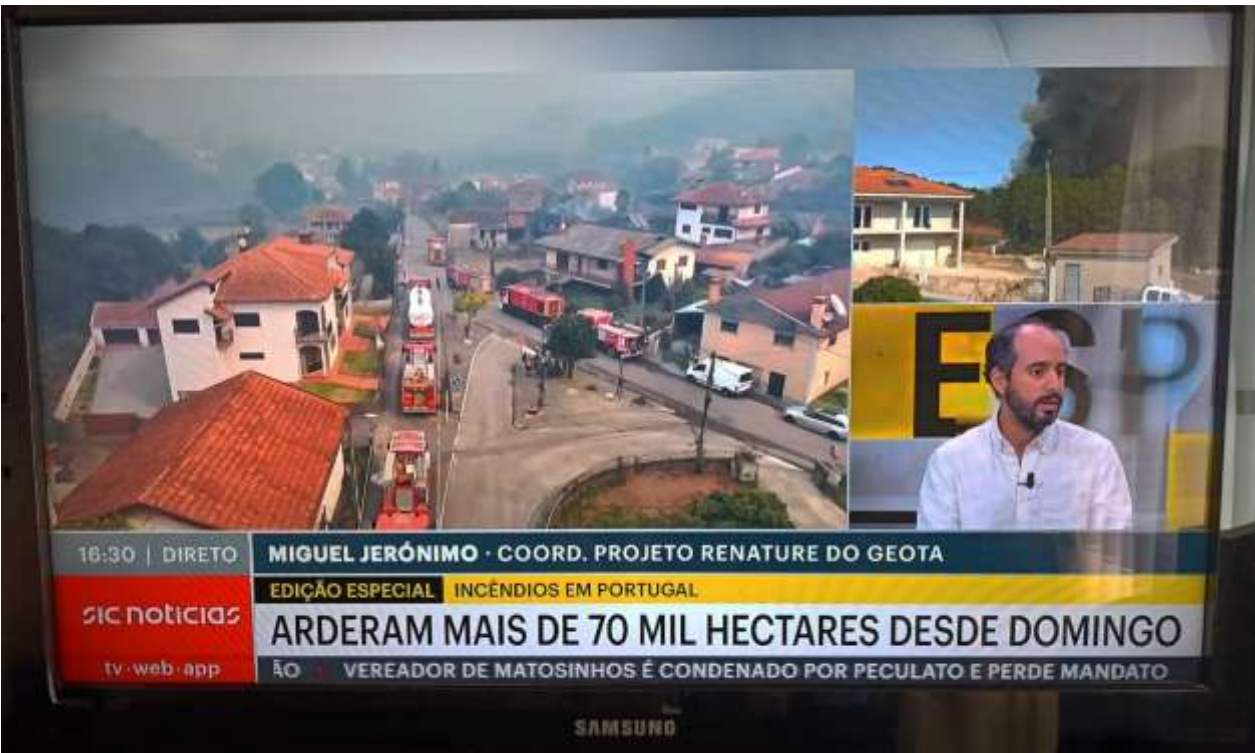 ESP
16:30 | DIRETO
MIGUEL JERÓNIMO · COORD. PROJETO RENATURE DO GEOTA
EDIÇÃO ESPECIAL INCÊNDIOS EM PORTUGAL
sic noticias
ARDERAM MAIS DE 70 MIL HECTARES DESDE DOMINGO
tv·web·app
ÃO VEREADOR DE MATOSINHOS É CONDENADO POR PECULATO E PERDE MANDATO
SAMSUNG